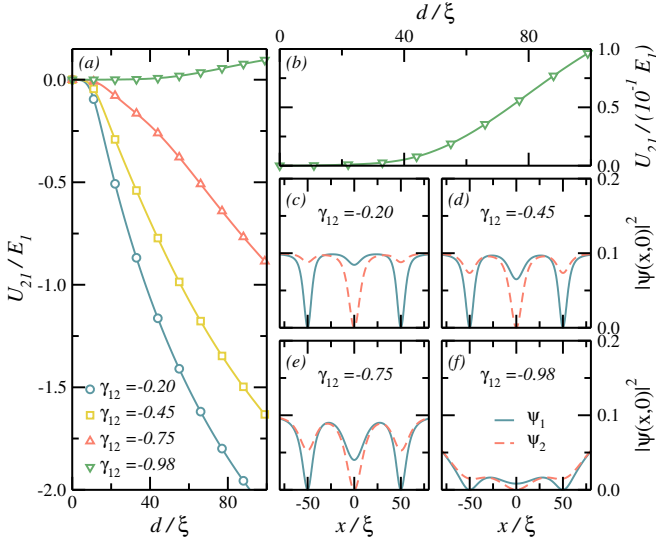 d/ξ
0 40 80
(a)
0.0
-0.5
-1.0
-1.5
-2.0
U21/E1
γ12=-0.20
γ12=-0.45
γ12=-0.75
γ12=-0.98
0 40 80
d/ξ
(b)
1.0
0.5
0.0
U21/(10⁻¹ E1)
(c)
γ12=-0.20
(d)
γ12=-0.45
0.2
0.1
0.0
|ψ(x,0)|²
(e)
γ12=-0.75
(f)
γ12=-0.98
ψ1
ψ2
0.2
0.1
0.0
|ψ(x,0)|²
-50 0 50
-50 0 50
x/ξ
x/ξ